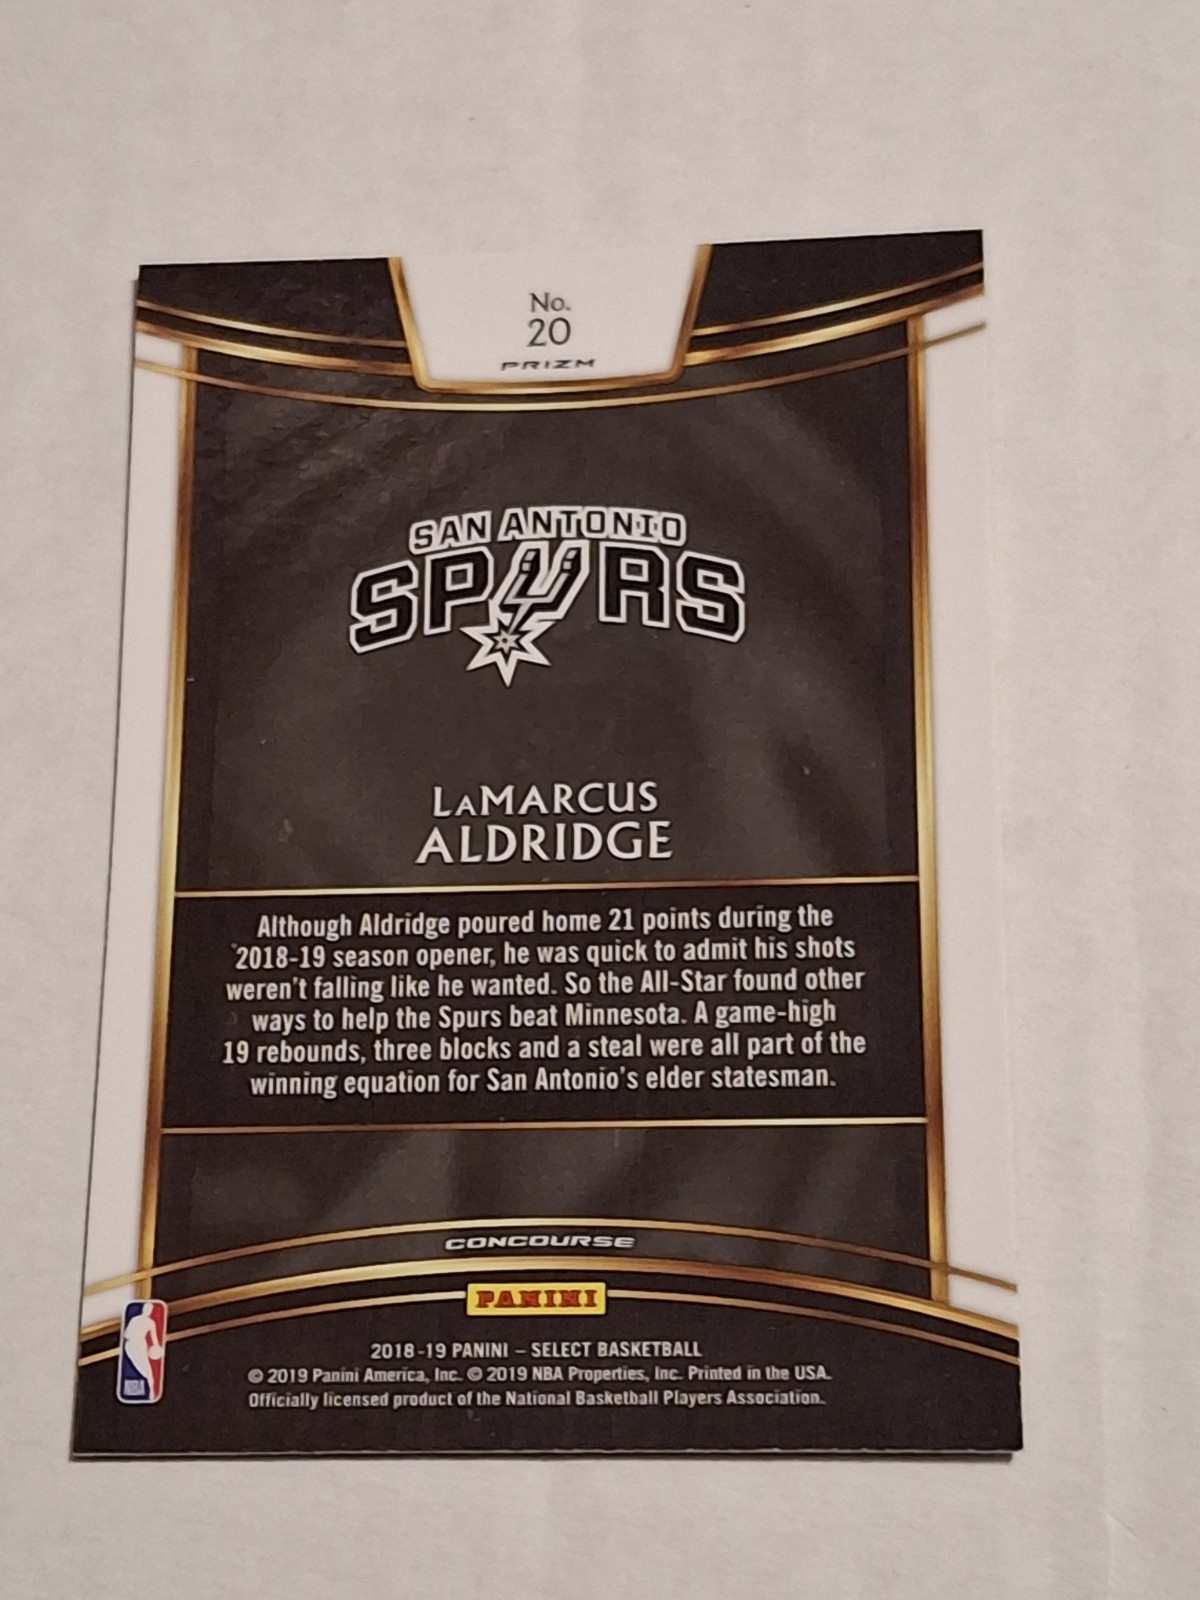 No.
20
PRIZM
SAN ANTONIO
SPURS
LaMARCUS
ALDRIDGE
Although Aldridge poured home 21 points during the
2018-19 season opener, he was quick to admit his shots
weren't falling like he wanted. So the All-Star found other
ways to help the Spurs beat Minnesota. A game-high
19 rebounds, three blocks and a steal were all part of the
winning equation for San Antonio's elder statesman.
CONCOURSE
PANINI
2018-19 PANINI – SELECT BASKETBALL
© 2019 Panini America, Inc. © 2019 NBA Properties, Inc. Printed in the USA.
Officially licensed product of the National Basketball Players Association.
NBA